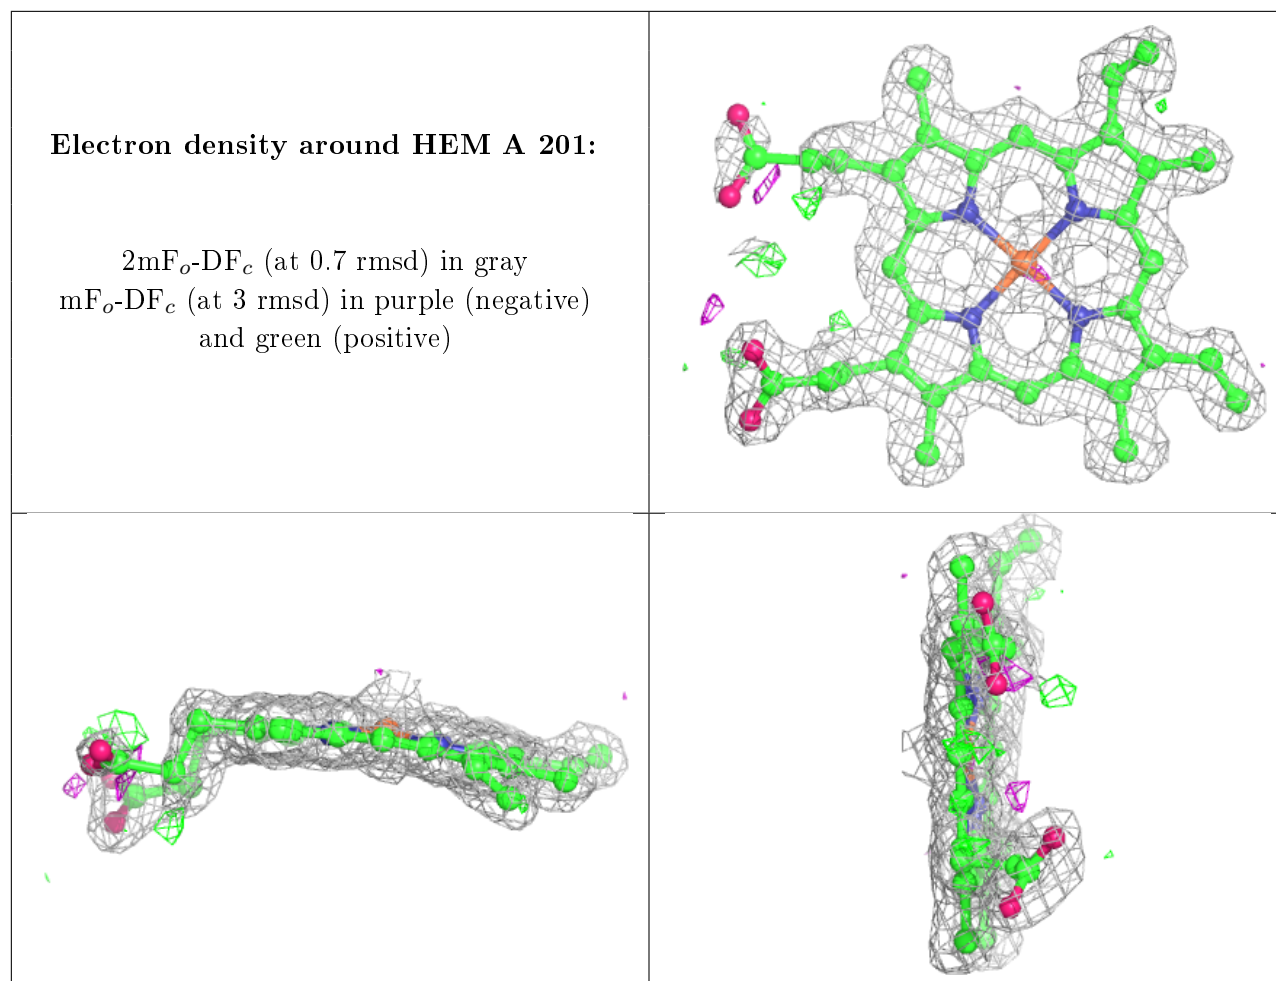 Electron density around HEM A 201:
2mFₒ-DF𝑐 (at 0.7 rmsd) in gray
mFₒ-DF𝑐 (at 3 rmsd) in purple (negative)
and green (positive)